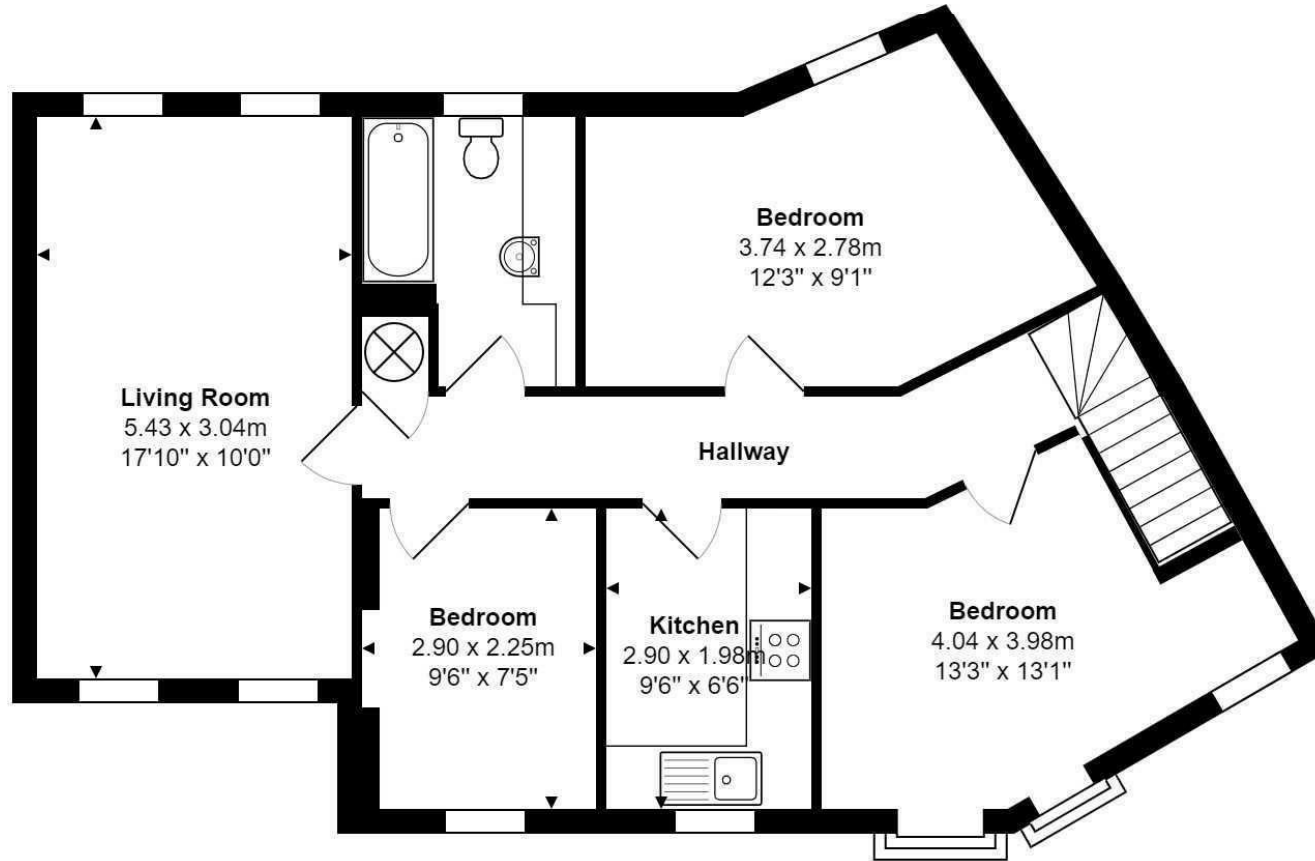 Bedroom
3.74 x 2.78m
12'3" x 9'1"
Living Room
5.43 x 3.04m
17'10" x 10'0"
Hallway
Bedroom
2.90 x 2.25m
9'6" x 7'5"
Kitchen
2.90 x 1.98m
9'6" x 6'6"
Bedroom
4.04 x 3.98m
13'3" x 13'1"